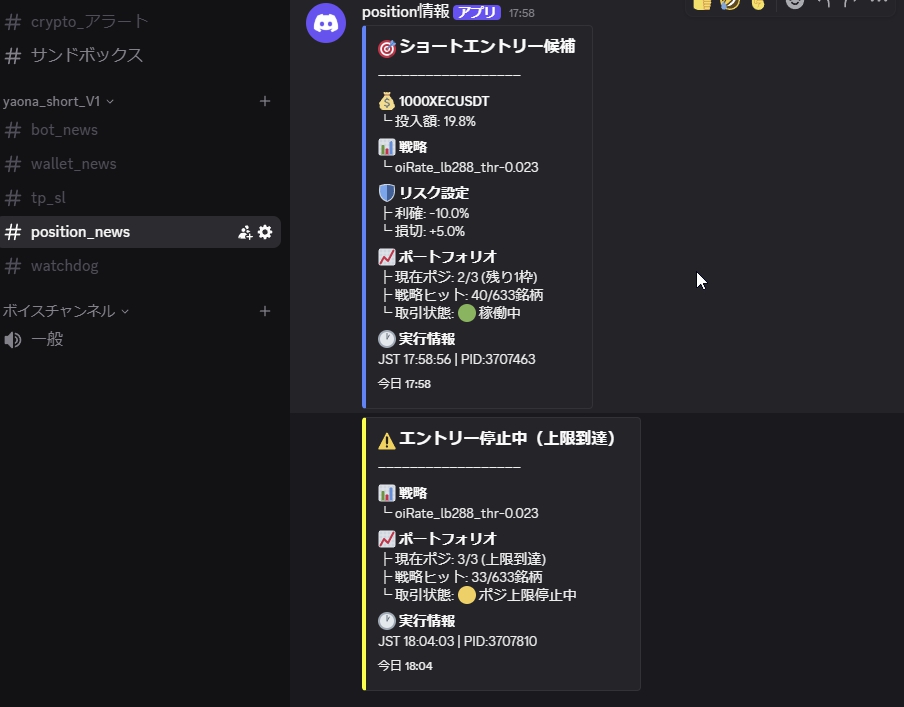 # crypto_アラート
# サンドボックス
yaona_short_V1
# bot_news
# wallet_news
# tp_sl
# position_news
# watchdog
ボイスチャンネル
一般
position情報 アプリ 17:58
ショートエントリー候補
──────────────────
1000XECUSDT
└ 投入額: 19.8%
戦略
└ oiRate_lb288_thr-0.023
リスク設定
├ 利確: -10.0%
└ 損切: +5.0%
ポートフォリオ
├ 現在ポジ: 2/3 (残り1枠)
├ 戦略ヒット: 40/633銘柄
└ 取引状態: 🟢 稼働中
実行情報
JST 17:58:56 | PID:3707463
今日 17:58
エントリー停止中（上限到達）
──────────────────
戦略
└ oiRate_lb288_thr-0.023
ポートフォリオ
├ 現在ポジ: 3/3 (上限到達)
├ 戦略ヒット: 33/633銘柄
└ 取引状態: 🟡 ポジ上限停止中
実行情報
JST 18:04:03 | PID:3707810
今日 18:04